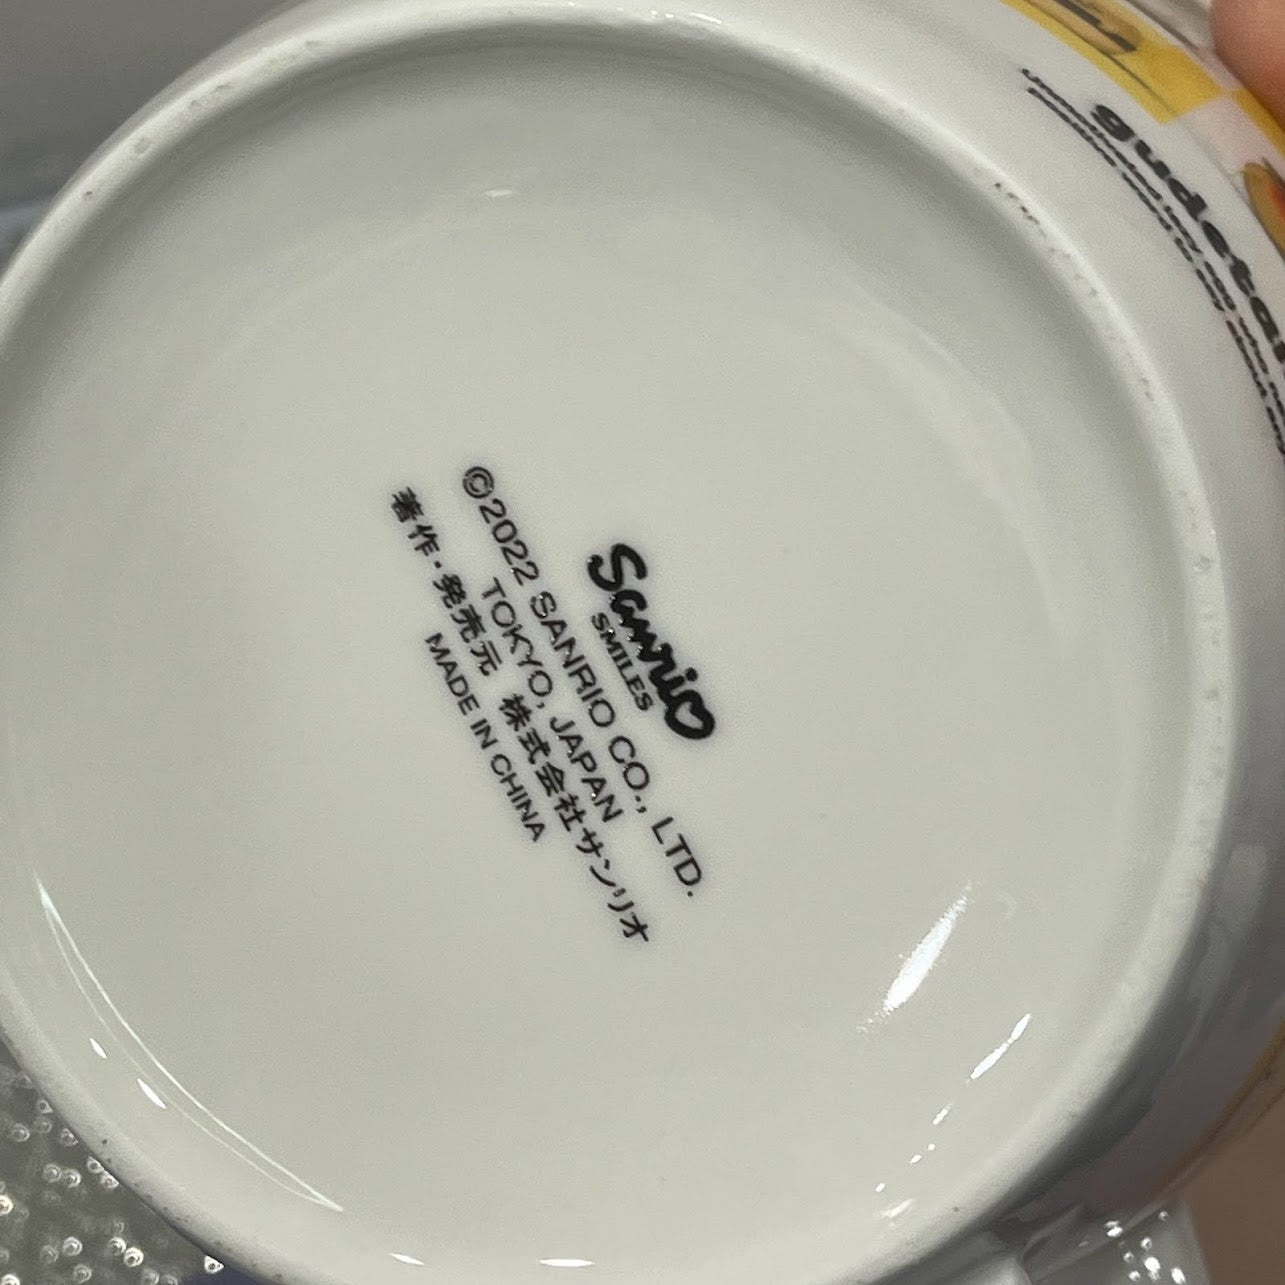 Sanrio
SMILES
©2022 SANRIO CO., LTD.
TOKYO, JAPAN
著作・発売元 株式会社サンリオ
MADE IN CHINA
gudeta